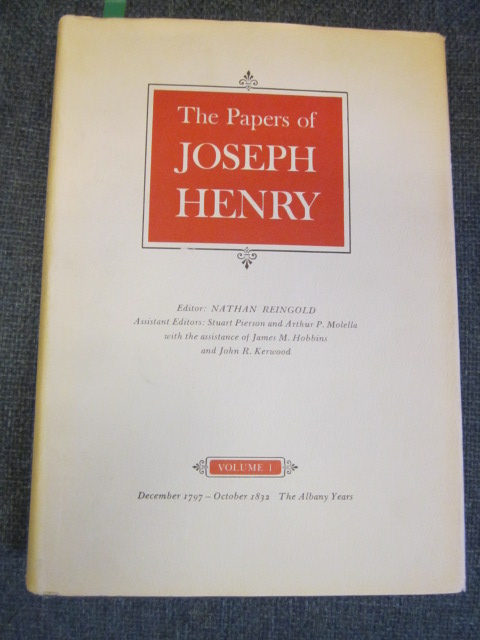 The Papers of
JOSEPH
HENRY
Editor: NATHAN REINGOLD
Assistant Editors: Stuart Pierson and Arthur P. Molella
with the assistance of James M. Hobbins
and John R. Kerwood
VOLUME 1
December 1797 – October 1832 The Albany Years